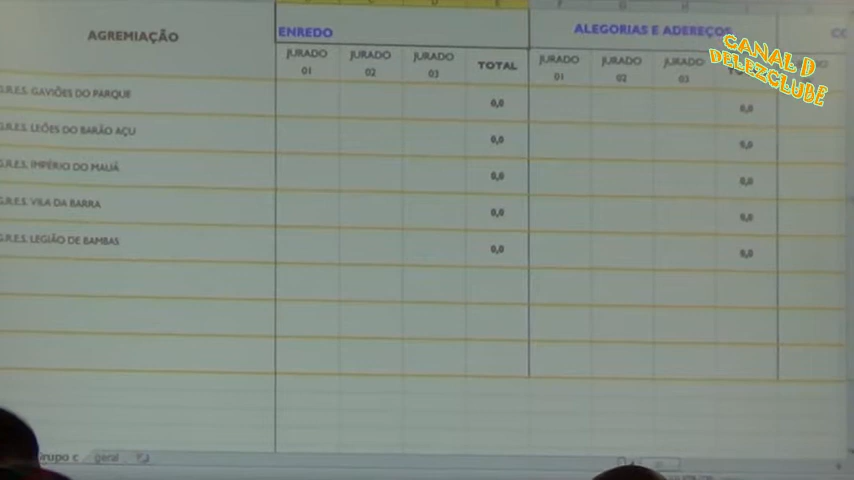 AGREMIAÇÃO ENREDO ALEGORIAS E ADEREÇOS
JURADO 01 JURADO 02 JURADO 03 TOTAL JURADO 01 JURADO 02 JURADO 03
CANAL D
DELEZCLUBE
G.R.E.S. GAVIÕES DO PARQUE 0,0 0,0
G.R.E.S. LEÕES DO BARÃO AÇU 0,0 0,0
G.R.E.S. IMPÉRIO DO MAUÁ 0,0 0,0
G.R.E.S. VILA DA BARRA 0,0 0,0
G.R.E.S. LEGIÃO DE BAMBAS 0,0 0,0
Grupo c geral